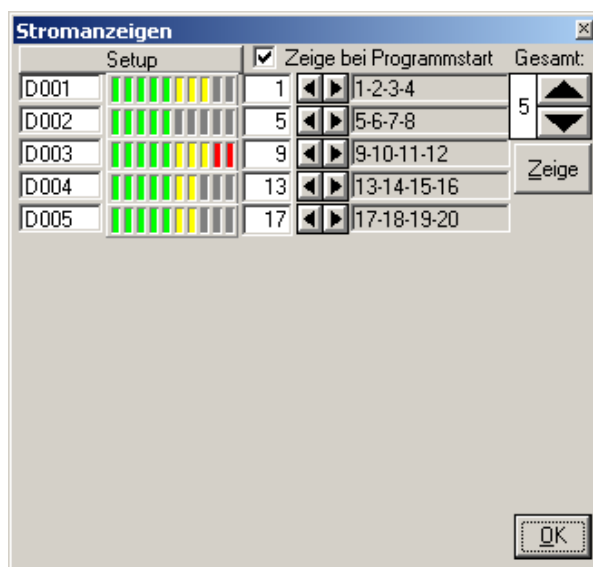 Stromanzeigen
Setup Zeige bei Programmstart Gesamt:
D001 1 1-2-3-4
5
D002 5 5-6-7-8
D003 9 9-10-11-12
Zeige
D004 13 13-14-15-16
D005 17 17-18-19-20
OK